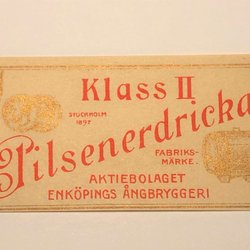 Klass II
STOCKHOLM
1897
Pilsenerdricka
FABRIKS-
MÄRKE.
AKTIEBOLAGET
ENKÖPINGS ÅNGBRYGGERI